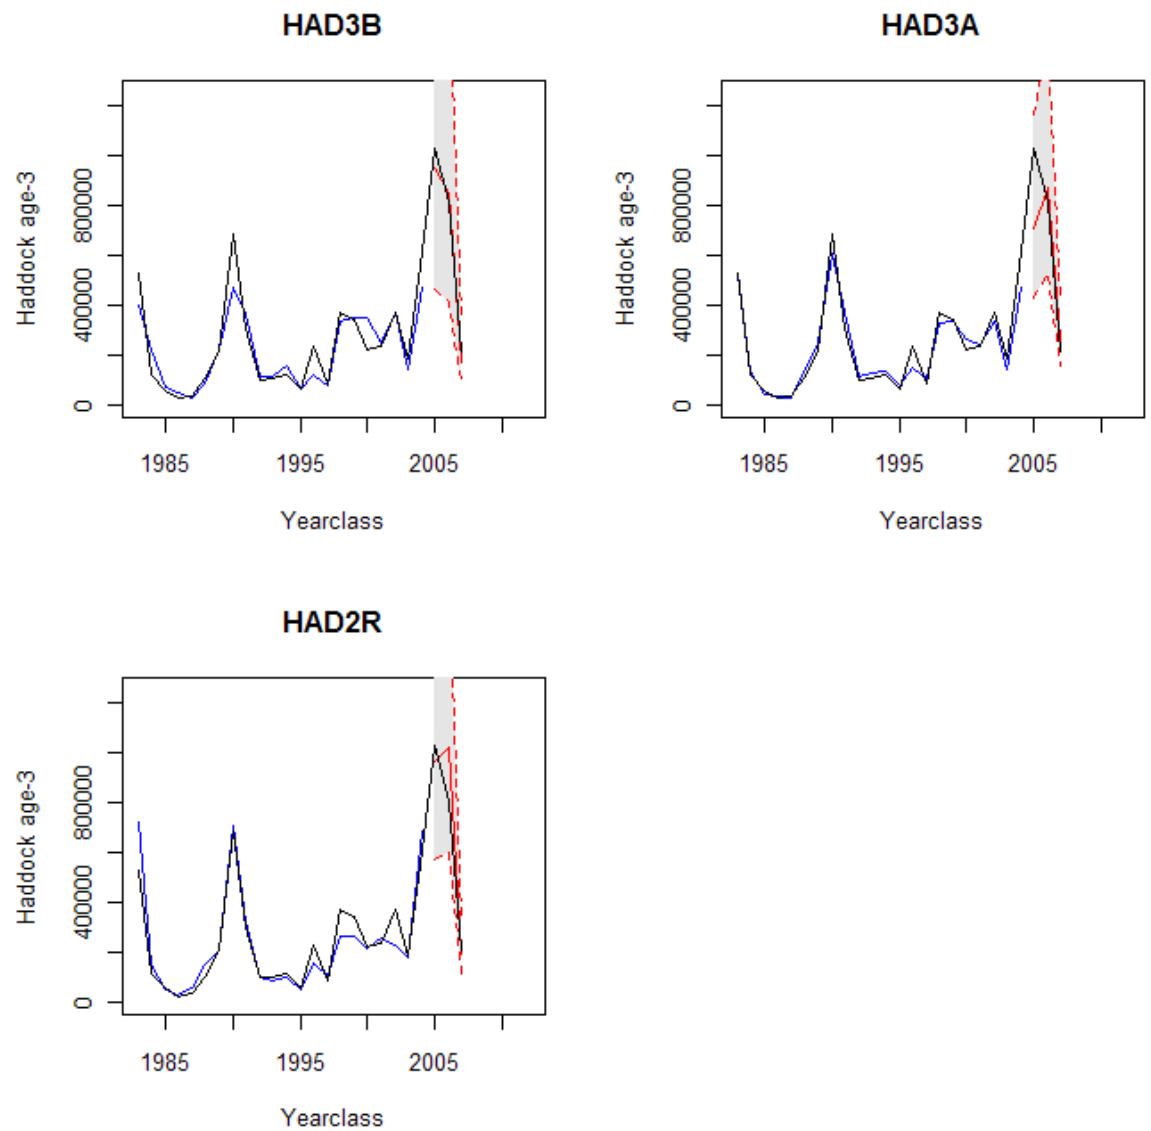 HAD3B
Haddock age-3
800000
400000
0
1985 1995 2005
Yearclass
HAD3A
Haddock age-3
800000
400000
0
1985 1995 2005
Yearclass
HAD2R
Haddock age-3
800000
400000
0
1985 1995 2005
Yearclass